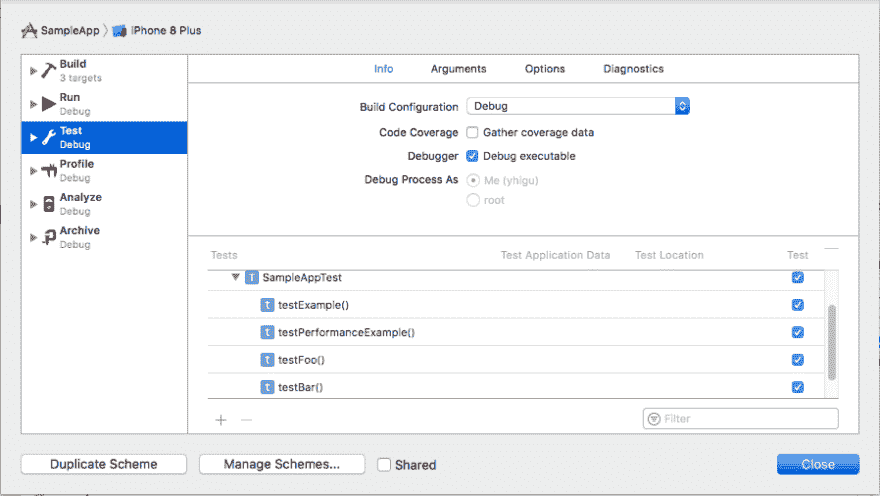 SampleApp iPhone 8 Plus
Build
3 targets
Run
Debug
Test
Debug
Profile
Debug
Analyze
Debug
Archive
Debug
Info Arguments Options Diagnostics
Build Configuration Debug
Code Coverage Gather coverage data
Debugger Debug executable
Debug Process As Me (yhigu)
root
Tests Test Application Data Test Location Test
T SampleAppTest
t testExample()
t testPerformanceExample()
t testFoo()
t testBar()
Filter
Duplicate Scheme Manage Schemes... Shared Close